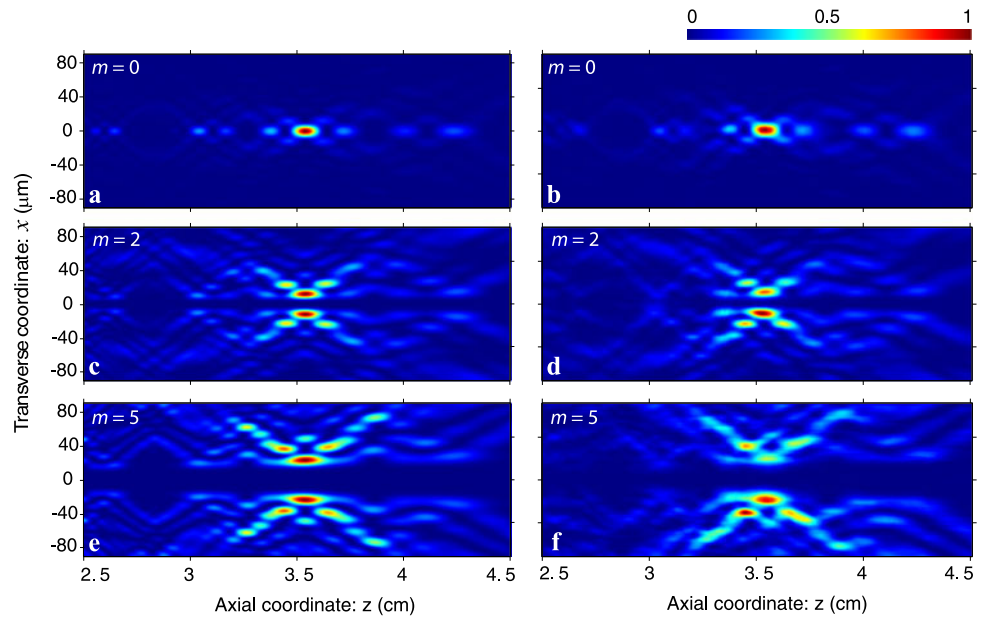 0 0.5 1
80
40
0
-40
-80
m = 0
a
m = 0
b
80
40
0
-40
-80
m = 2
c
m = 2
d
80
40
0
-40
-80
m = 5
e
m = 5
f
Transverse coordinate: x (μm)
2.5 3 3.5 4 4.5
2.5 3 3.5 4 4.5
Axial coordinate: z (cm)
Axial coordinate: z (cm)